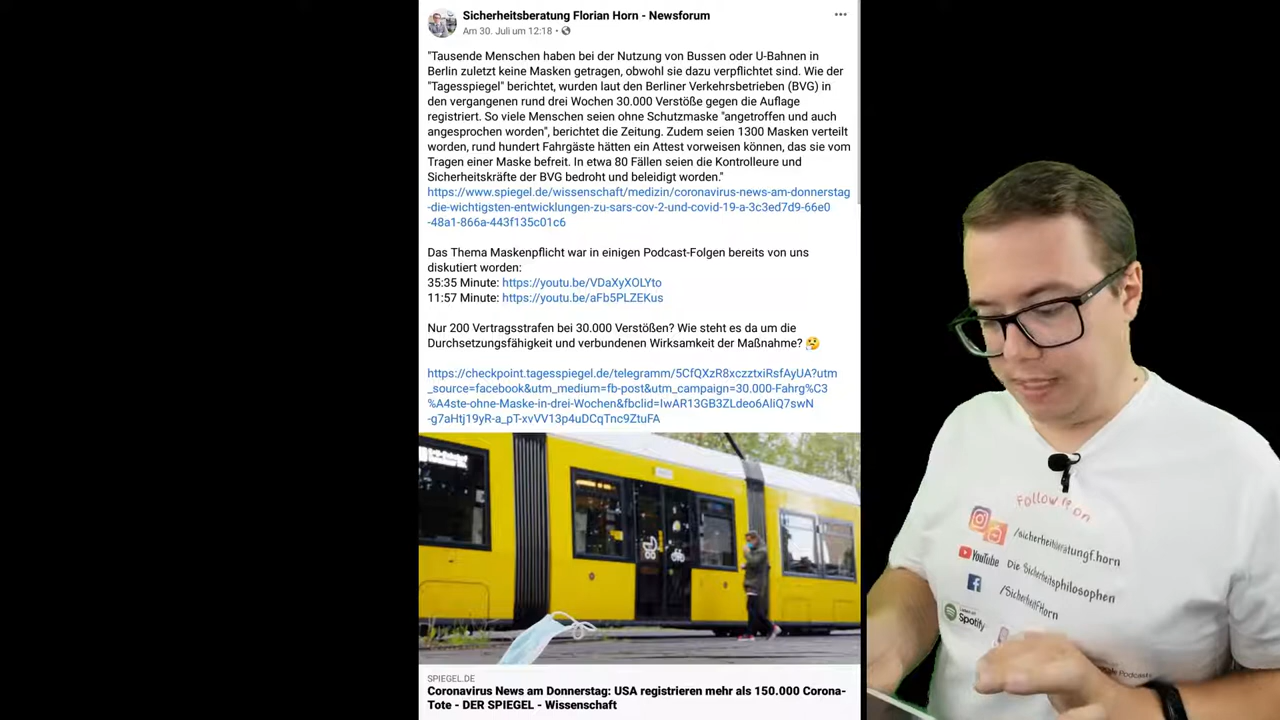 Sicherheitsberatung Florian Horn - Newsforum
Am 30. Juli um 12:18 •
"Tausende Menschen haben bei der Nutzung von Bussen oder U-Bahnen in
Berlin zuletzt keine Masken getragen, obwohl sie dazu verpflichtet sind. Wie der
"Tagesspiegel" berichtet, wurden laut den Berliner Verkehrsbetrieben (BVG) in
den vergangenen rund drei Wochen 30.000 Verstöße gegen die Auflage
registriert. So viele Menschen seien ohne Schutzmaske "angetroffen und auch
angesprochen worden", berichtet die Zeitung. Zudem seien 1300 Masken verteilt
worden, rund hundert Fahrgäste hätten ein Attest vorweisen können, das sie vom
Tragen einer Maske befreit. In etwa 80 Fällen seien die Kontrolleure und
Sicherheitskräfte der BVG bedroht und beleidigt worden."
https://www.spiegel.de/wissenschaft/medizin/coronavirus-news-am-donnerstag
-die-wichtigsten-entwicklungen-zu-sars-cov-2-und-covid-19-a-3c3ed7d9-66e0
-48a1-866a-443f135c01c6
Das Thema Maskenpflicht war in einigen Podcast-Folgen bereits von uns
diskutiert worden:
35:35 Minute: https://youtu.be/VDaXyXOLYto
11:57 Minute: https://youtu.be/aFb5PLZEKus
Nur 200 Vertragsstrafen bei 30.000 Verstößen? Wie steht es da um die
Durchsetzungsfähigkeit und verbundenen Wirksamkeit der Maßnahme? 🤔
https://checkpoint.tagesspiegel.de/telegramm/5CfQXzR8xczztxiRsfAyUA?utm
_source=facebook&utm_medium=fb-post&utm_campaign=30.000-Fahrg%C3
%A4ste-ohne-Maske-in-drei-Wochen&fbclid=IwAR13GB3ZLdeo6AliQ7swN
-g7aHtj19yR-a_pT-xvVV13p4uDCqTnc9ZtuFA
SPIEGEL.DE
Coronavirus News am Donnerstag: USA registrieren mehr als 150.000 Corona-
Tote - DER SPIEGEL - Wissenschaft
Follow us on
/sicherheitsberatungf.horn
YouTube Die Sicherheitsphilosophen
/SicherheitFHorn
Spotify